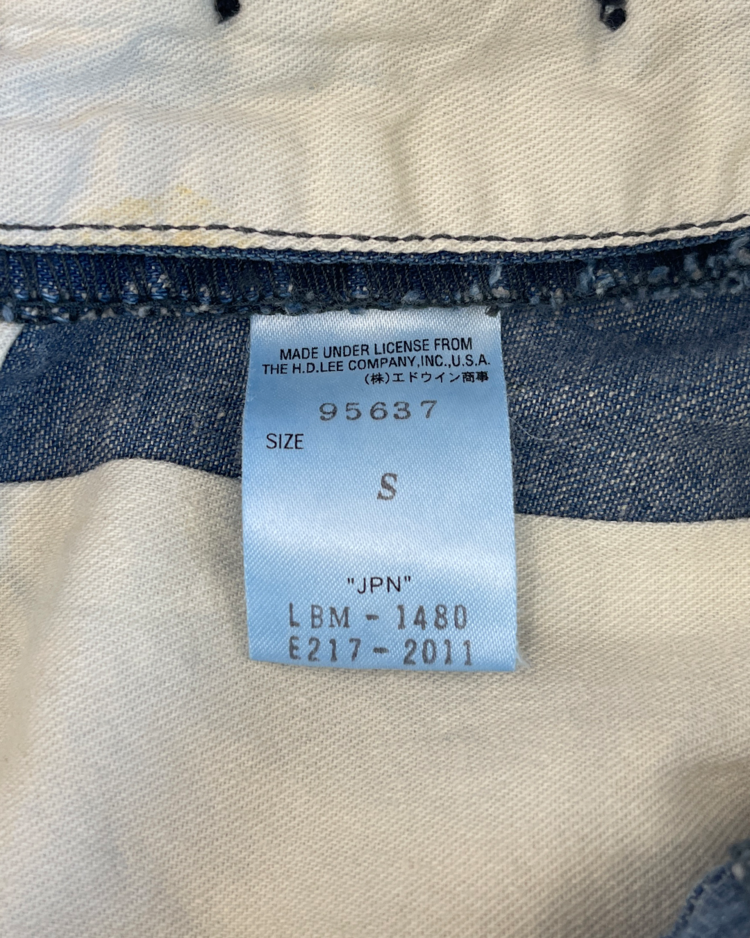 MADE UNDER LICENSE FROM
THE H.D.LEE COMPANY,INC.,U.S.A.
(株)エドウイン商事
95637
SIZE
S
"JPN"
LBM - 1480
E217 - 2011